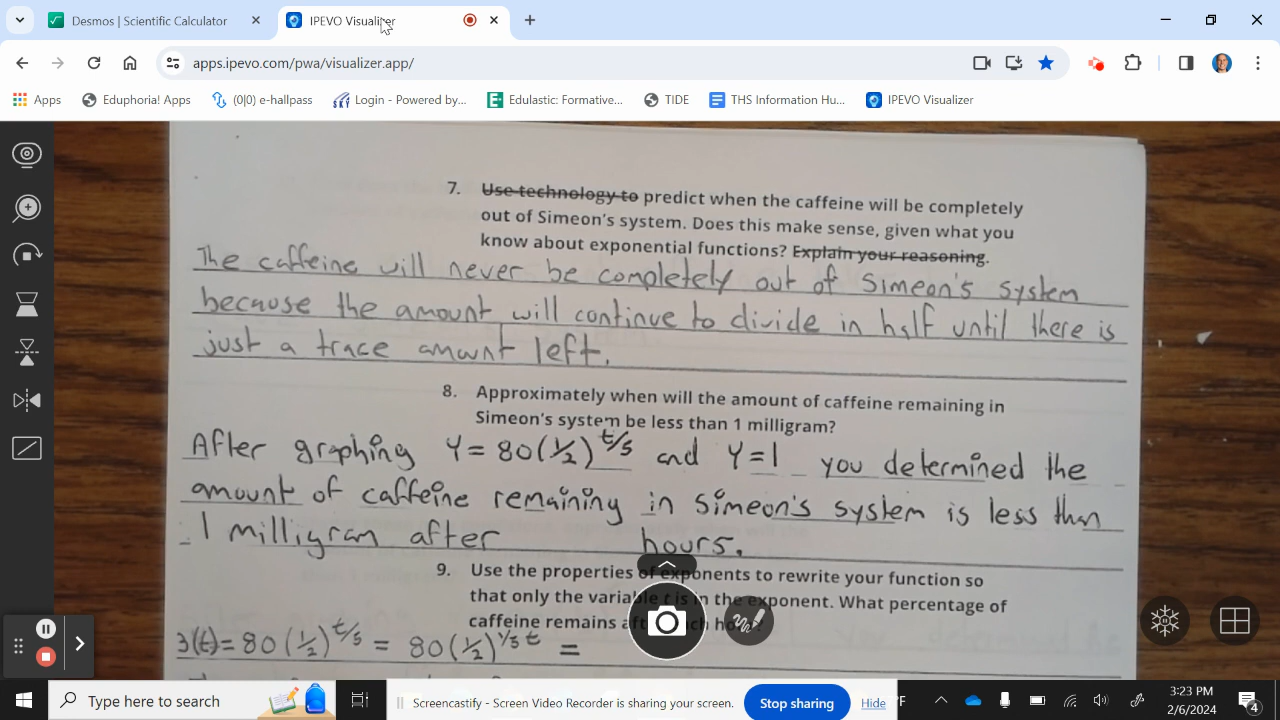 Desmos | Scientific Calculator
IPEVO Visualizer
apps.ipevo.com/pwa/visualizer.app/
Apps
Eduphoria! Apps
(0|0) e-hallpass
Login - Powered by...
Edulastic: Formative...
TIDE
THS Information Hu...
IPEVO Visualizer
7. Use technology to predict when the caffeine will be completely
out of Simeon's system. Does this make sense, given what you
know about exponential functions? Explain your reasoning.
The caffeine will never be completely out of Simeon's system
because the amount will continue to divide in half until there is
just a trace amount left.
8. Approximately when will the amount of caffeine remaining in
Simeon's system be less than 1 milligram?
After graphing Y = 80(1/2)^t/5 and Y=1 you determined the
amount of caffeine remaining in Simeon's system is less than
1 milligram after hours.
9. Use the properties of exponents to rewrite your function so
that only the variable t is in the exponent. What percentage of
caffeine remains
(t) = 80(1/2)^t/5 = 80(1/2)^1/5 t =
Type here to search
Screencastify - Screen Video Recorder is sharing your screen.
Stop sharing
Hide
°F
3:23 PM
2/6/2024
4